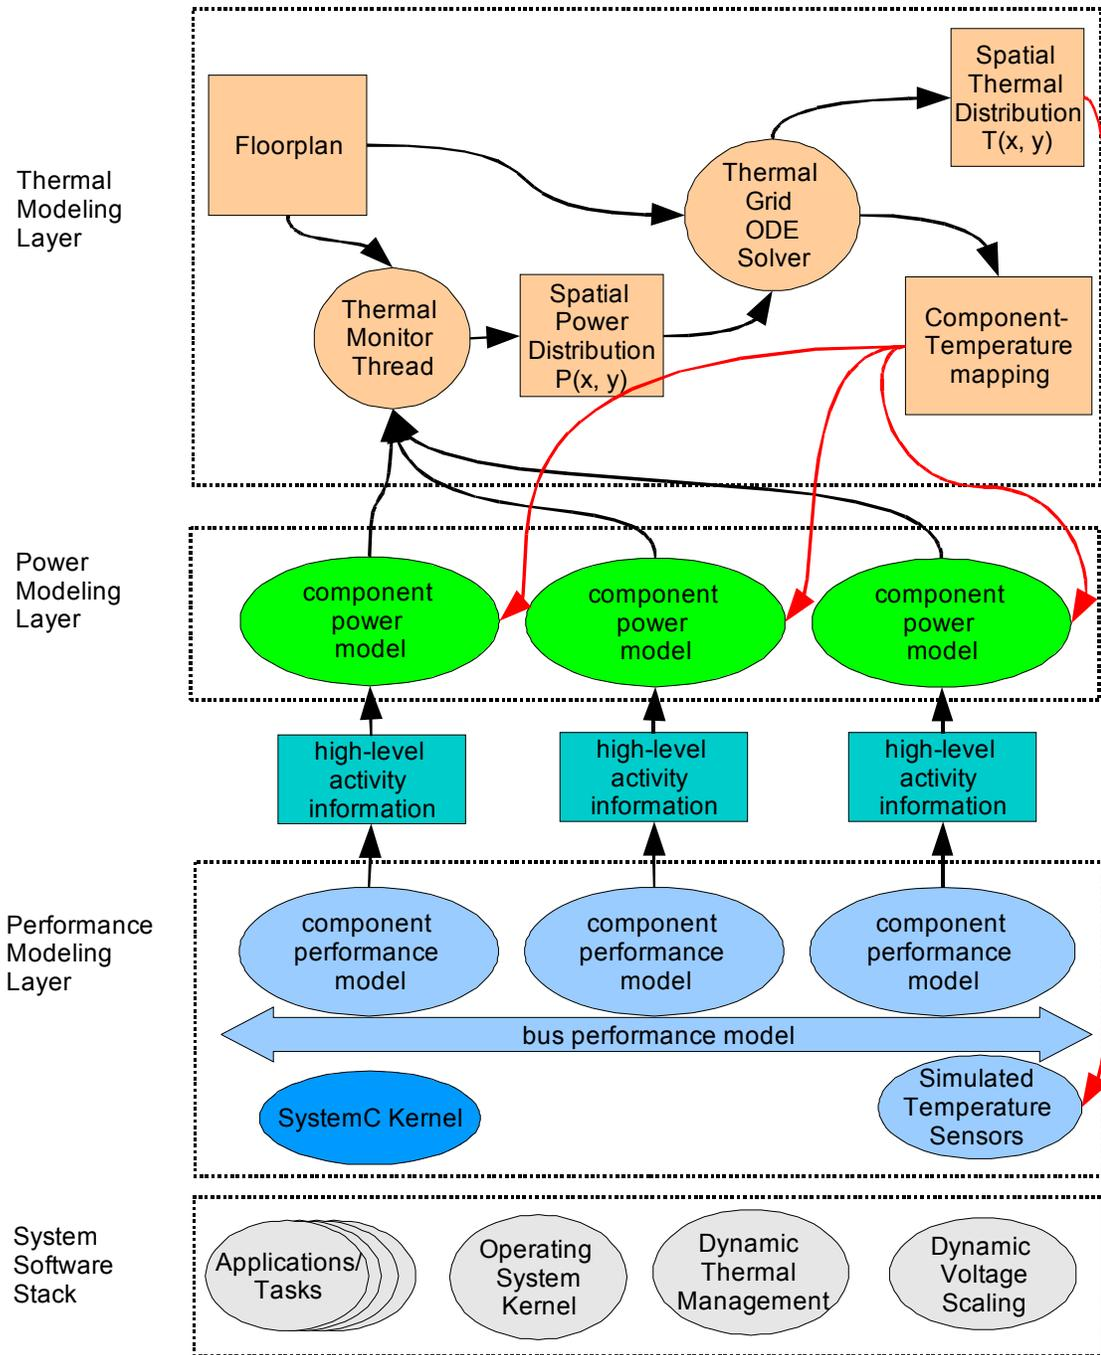 Thermal
Modeling
Layer
Floorplan
Thermal
Monitor
Thread
Spatial
Power
Distribution
P(x, y)
Thermal
Grid
ODE
Solver
Spatial
Thermal
Distribution
T(x, y)
Component-
Temperature
mapping
Power
Modeling
Layer
component
power
model
component
power
model
component
power
model
high-level
activity
information
high-level
activity
information
high-level
activity
information
Performance
Modeling
Layer
component
performance
model
component
performance
model
component
performance
model
bus performance model
SystemC Kernel
Simulated
Temperature
Sensors
System
Software
Stack
Applications/
Tasks
Operating
System
Kernel
Dynamic
Thermal
Management
Dynamic
Voltage
Scaling